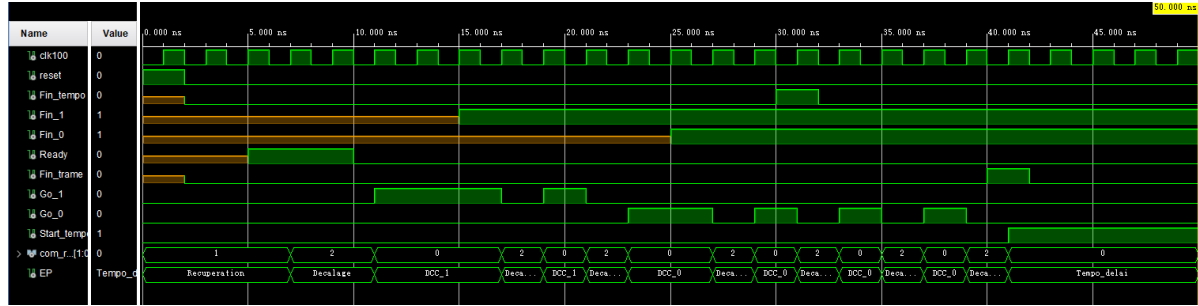 50.000 ns
Name Value 0.000 ns 5.000 ns 10.000 ns 15.000 ns 20.000 ns 25.000 ns 30.000 ns 35.000 ns 40.000 ns 45.000 ns
clk100 0
reset 0
Fin_tempo 0
Fin_1 1
Fin_0 1
Ready 0
Fin_trame 0
Go_1 0
Go_0 0
Start_temp 1
> com_r...[1:0 0 1 2 0 2 0 2 0 2 0 2 0 2 0 2 0
EP Tempo_d Recuperation Decalage DCC_1 Deca... DCC_1 Deca... DCC_0 Deca... DCC_0 Deca... DCC_0 Deca... DCC_0 Deca... Tempo_delai